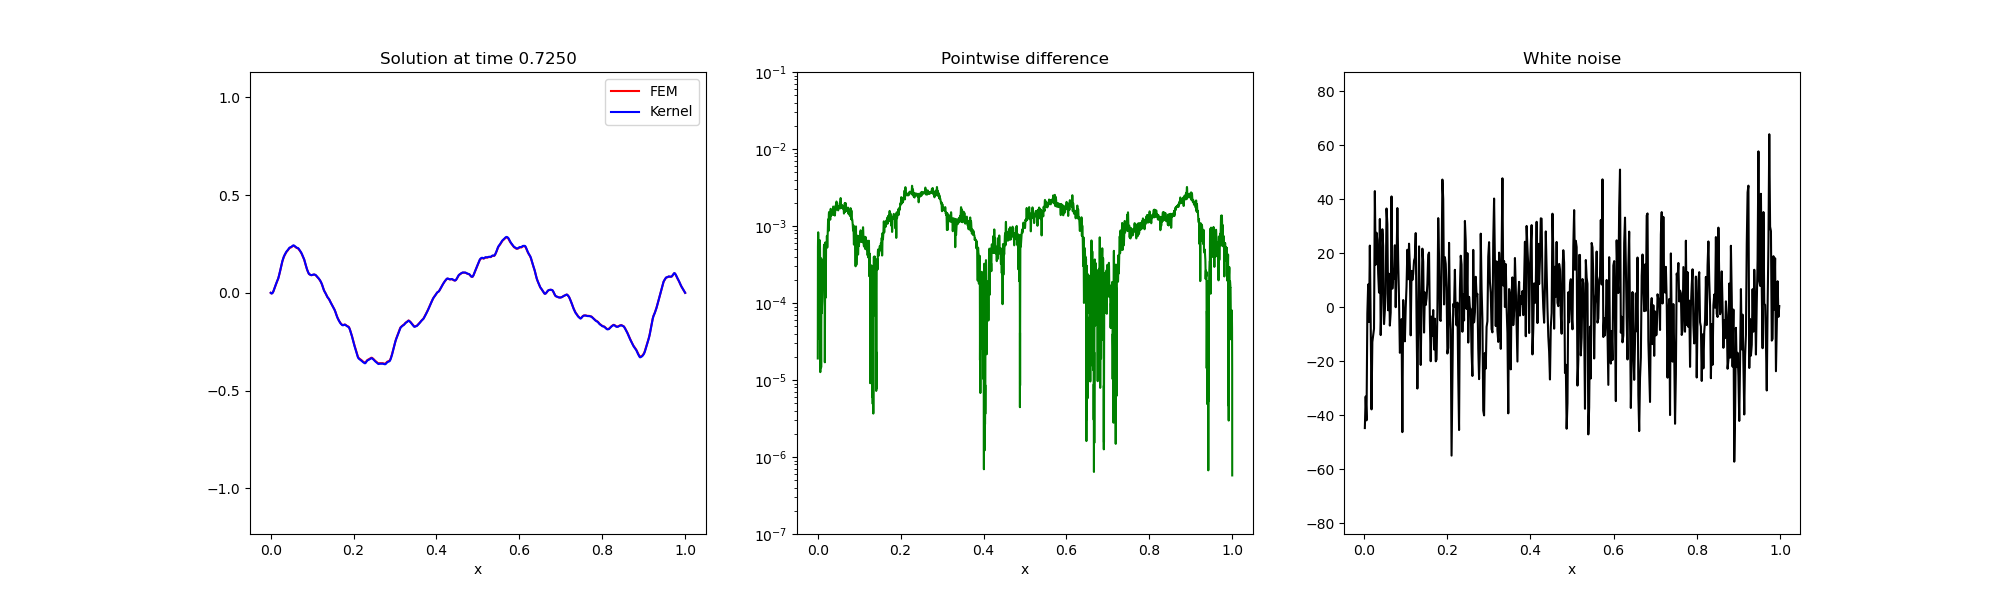 Solution at time 0.7250
FEM
Kernel
1.0
0.5
0.0
−0.5
−1.0
0.0 0.2 0.4 0.6 0.8 1.0
x
Pointwise difference
10⁻¹
10⁻²
10⁻³
10⁻⁴
10⁻⁵
10⁻⁶
10⁻⁷
0.0 0.2 0.4 0.6 0.8 1.0
x
White noise
80
60
40
20
0
−20
−40
−60
−80
0.0 0.2 0.4 0.6 0.8 1.0
x